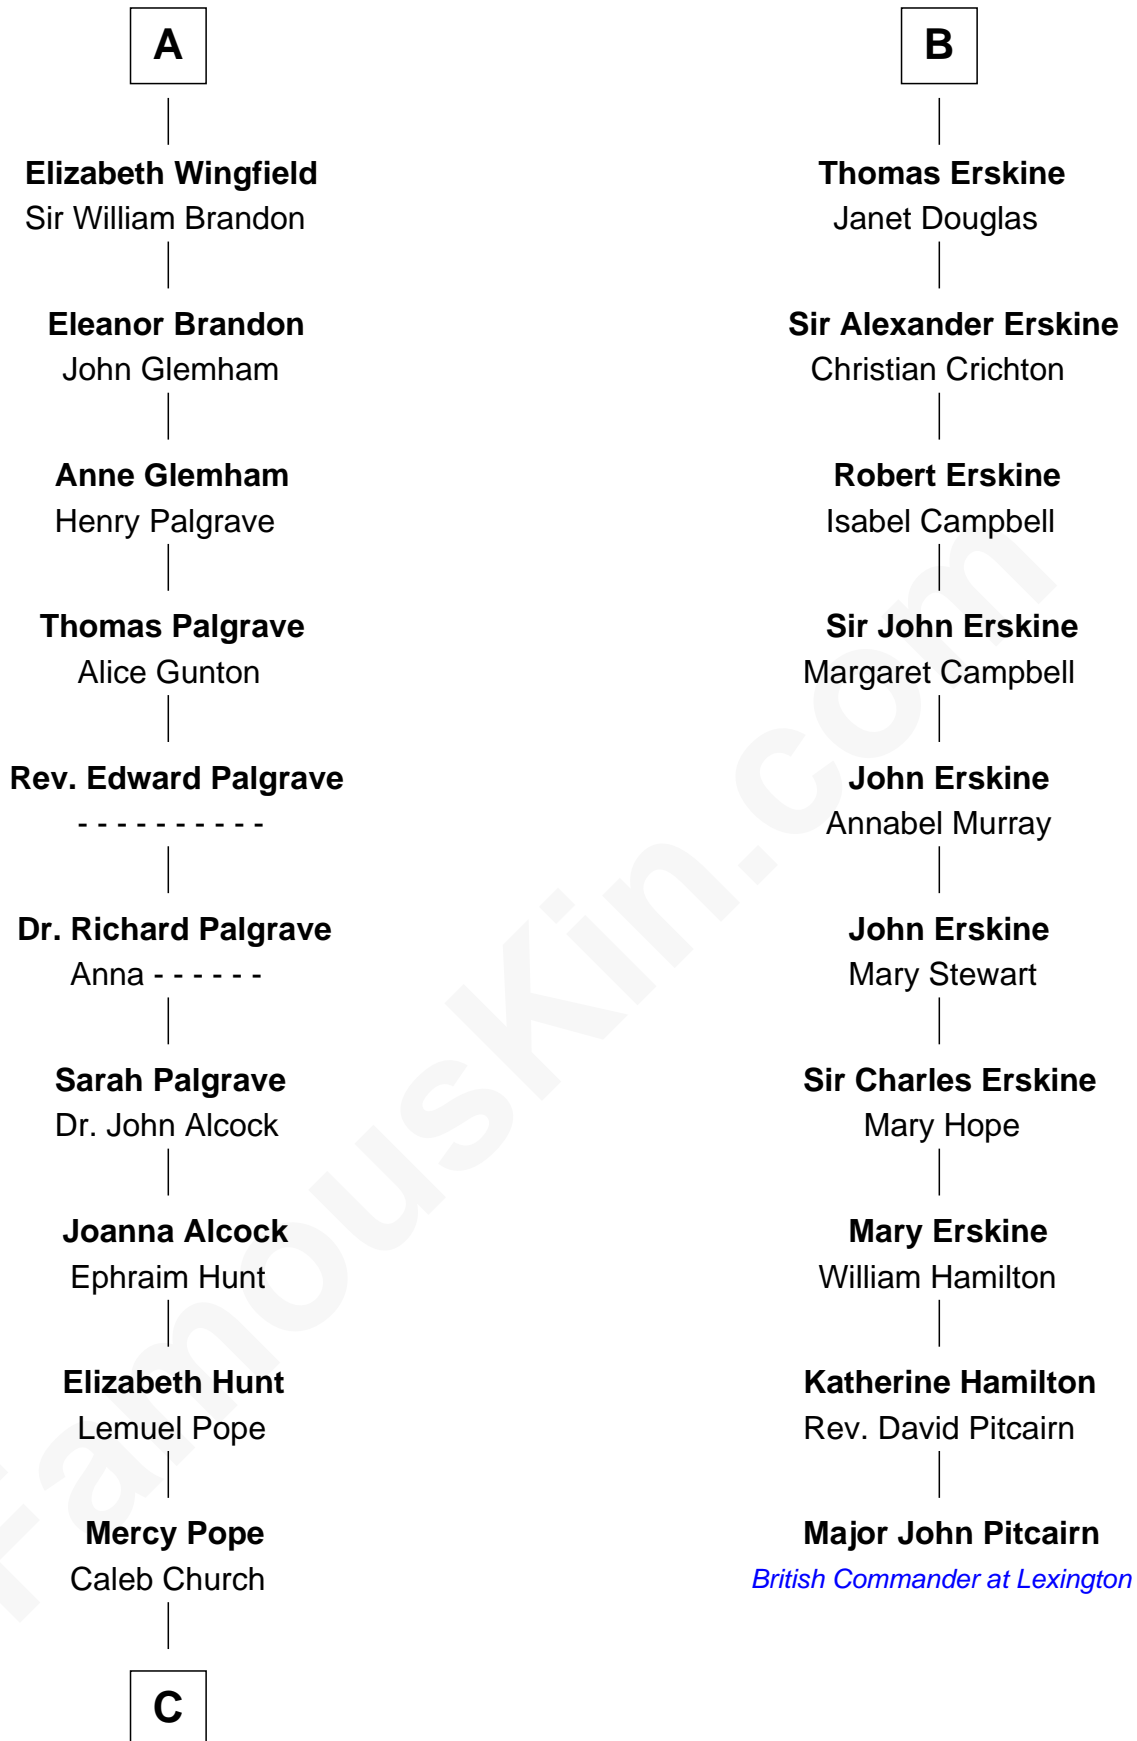 A
Elizabeth Wingfield
Sir William Brandon
Eleanor Brandon
John Glemham
Anne Glemham
Henry Palgrave
Thomas Palgrave
Alice Gunton
Rev. Edward Palgrave
- - - - - - - - - -
Dr. Richard Palgrave
Anna - - - - - -
Sarah Palgrave
Dr. John Alcock
Joanna Alcock
Ephraim Hunt
Elizabeth Hunt
Lemuel Pope
Mercy Pope
Caleb Church
C
B
Thomas Erskine
Janet Douglas
Sir Alexander Erskine
Christian Crichton
Robert Erskine
Isabel Campbell
Sir John Erskine
Margaret Campbell
John Erskine
Annabel Murray
John Erskine
Mary Stewart
Sir Charles Erskine
Mary Hope
Mary Erskine
William Hamilton
Katherine Hamilton
Rev. David Pitcairn
Major John Pitcairn
British Commander at Lexington
FamousKin.com